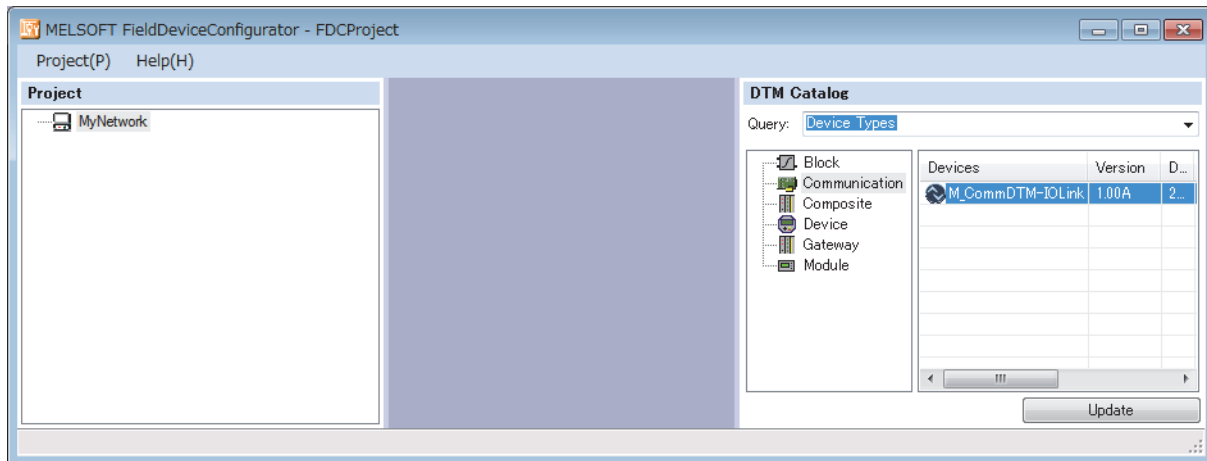 MELSOFT FieldDeviceConfigurator - FDCProject
Project(P) Help(H)
Project
MyNetwork
DTM Catalog
Query: Device Types
Block
Communication
Composite
Device
Gateway
Module
Devices Version D...
M_CommDTM-IOLink 1.00A 2...
Update